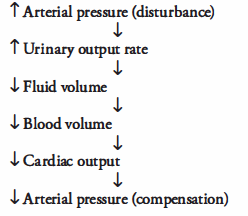 ↑ Arterial pressure (disturbance)
↓
↑ Urinary output rate
↓
↓ Fluid volume
↓
↓ Blood volume
↓
↓ Cardiac output
↓
↓ Arterial pressure (compensation)